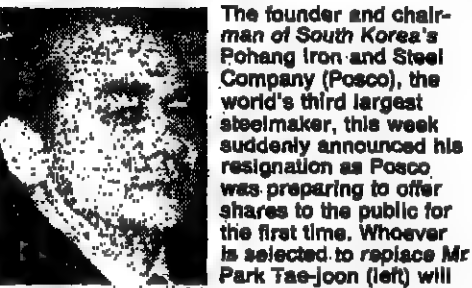 The founder and chair-
man of South Korea's
Pohang Iron and Steel
Company (Posco), the
world's third largest
steelmaker, this week
suddenly announced his
resignation as Posco
was preparing to offer
shares to the public for
the first time. Whoever
is selected to replace Mr
Park Tae-joon (left) will